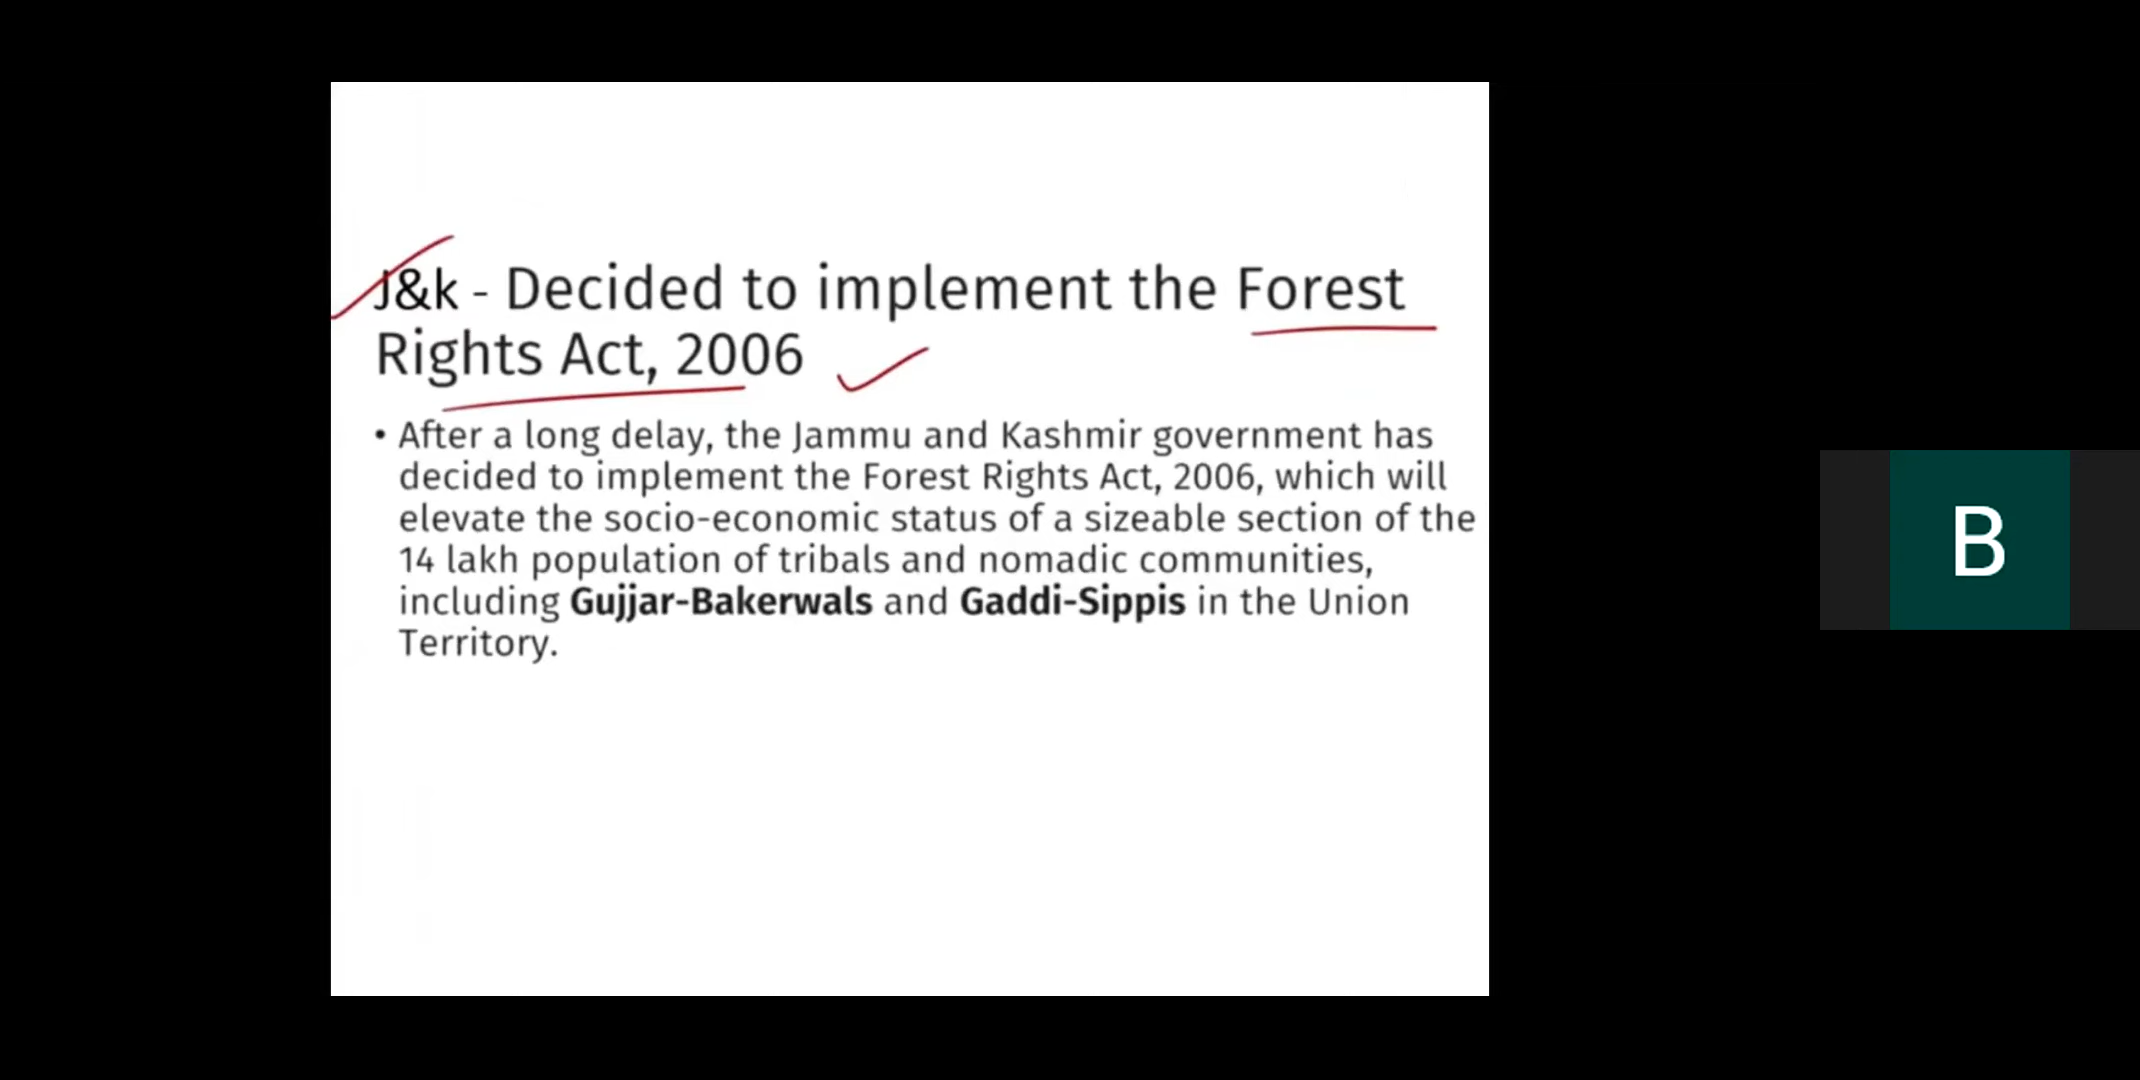 J&k - Decided to implement the Forest
Rights Act, 2006
• After a long delay, the Jammu and Kashmir government has
decided to implement the Forest Rights Act, 2006, which will
elevate the socio-economic status of a sizeable section of the
14 lakh population of tribals and nomadic communities,
including Gujjar-Bakerwals and Gaddi-Sippis in the Union
Territory.
B